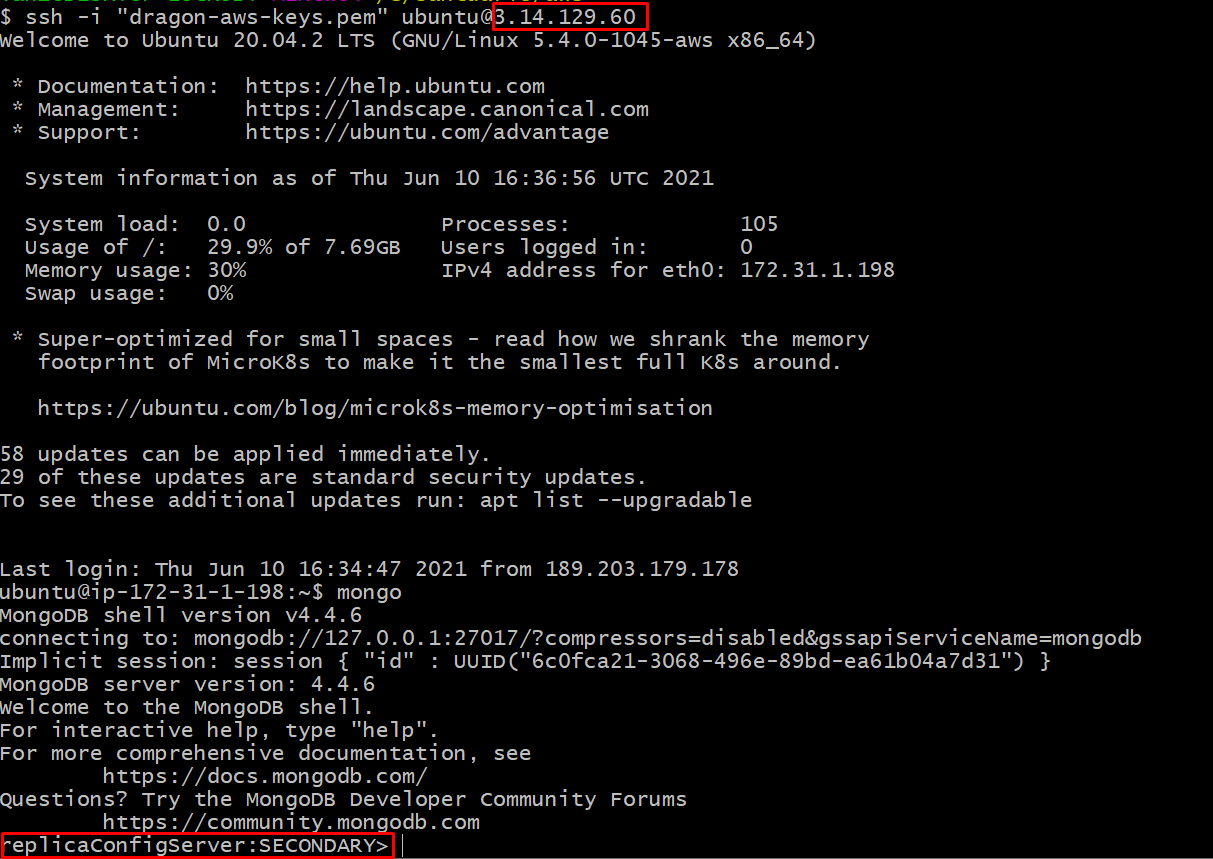 $ ssh -i "dragon-aws-keys.pem" ubuntu@3.14.129.60
Welcome to Ubuntu 20.04.2 LTS (GNU/Linux 5.4.0-1045-aws x86_64)
* Documentation: https://help.ubuntu.com
* Management: https://landscape.canonical.com
* Support: https://ubuntu.com/advantage
System information as of Thu Jun 10 16:36:56 UTC 2021
System load: 0.0 Processes: 105
Usage of /: 29.9% of 7.69GB Users logged in: 0
Memory usage: 30% IPv4 address for eth0: 172.31.1.198
Swap usage: 0%
* Super-optimized for small spaces - read how we shrank the memory
footprint of MicroK8s to make it the smallest full K8s around.
https://ubuntu.com/blog/microk8s-memory-optimisation
58 updates can be applied immediately.
29 of these updates are standard security updates.
To see these additional updates run: apt list --upgradable
Last login: Thu Jun 10 16:34:47 2021 from 189.203.179.178
ubuntu@ip-172-31-1-198:~$ mongo
MongoDB shell version v4.4.6
connecting to: mongodb://127.0.0.1:27017/?compressors=disabled&gssapiServiceName=mongodb
Implicit session: session { "id" : UUID("6c0fca21-3068-496e-89bd-ea61b04a7d31") }
MongoDB server version: 4.4.6
Welcome to the MongoDB shell.
For interactive help, type "help".
For more comprehensive documentation, see
https://docs.mongodb.com/
Questions? Try the MongoDB Developer Community Forums
https://community.mongodb.com
replicaConfigServer:SECONDARY>